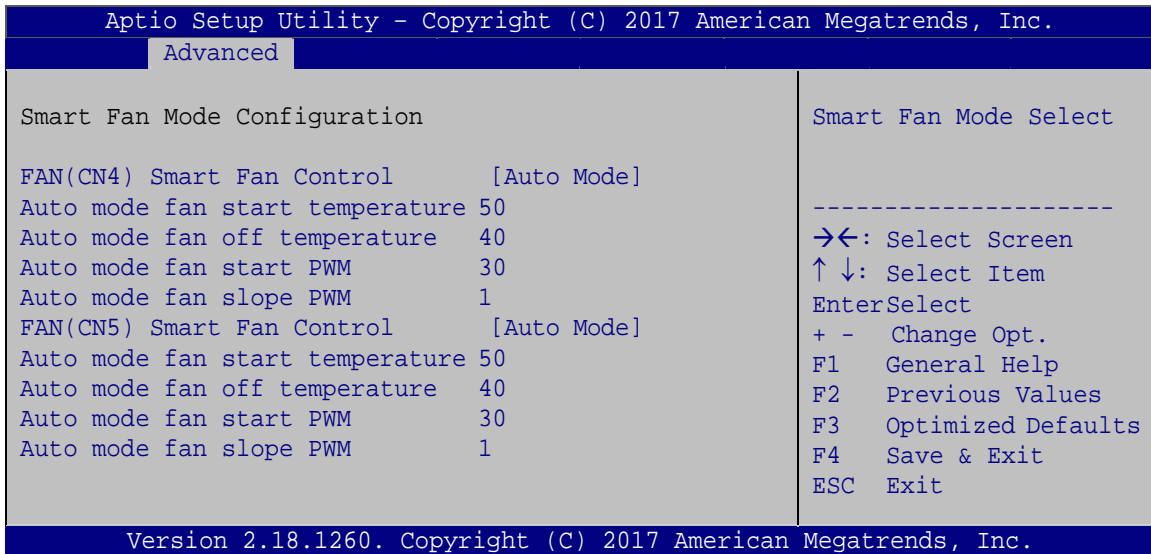 Aptio Setup Utility – Copyright (C) 2017 American Megatrends, Inc.
Advanced
Smart Fan Mode Configuration
FAN(CN4) Smart Fan Control [Auto Mode]
Auto mode fan start temperature 50
Auto mode fan off temperature 40
Auto mode fan start PWM 30
Auto mode fan slope PWM 1
FAN(CN5) Smart Fan Control [Auto Mode]
Auto mode fan start temperature 50
Auto mode fan off temperature 40
Auto mode fan start PWM 30
Auto mode fan slope PWM 1
Smart Fan Mode Select
---------------------
→←: Select Screen
↑ ↓: Select Item
EnterSelect
+ - Change Opt.
F1 General Help
F2 Previous Values
F3 Optimized Defaults
F4 Save & Exit
ESC Exit
Version 2.18.1260. Copyright (C) 2017 American Megatrends, Inc.